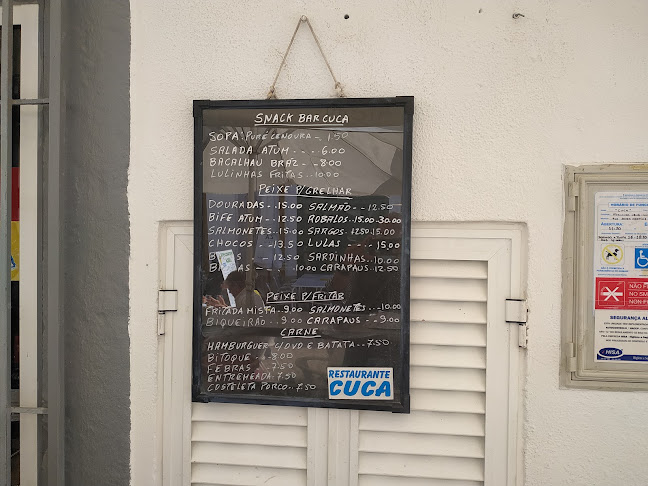 SNACK BAR CUCA
SOPA: PURÉ CENOURA - . 1.50
SALADA ATUM - - - 6.00
BACALHAU BRAZ - - 8.00
LULINHAS FRITAS . . 10.00
PEIXE P/GRELHAR
DOURADAS - - 15.00 SALMÃO - - 12.50
BIFE ATUM - - 12.50 ROBALOS - 15.00 - 30.00
SALMONETES - 15.00 SARGOS - 12.50 - 15.00
CHOCOS - - - 13.50 LULAS - - 15.00
- - 12.50 SARDINHAS . 10.00
- - 10.00 CARAPAUS - 12.50
PEIXE P/FRITAR
FRITADA MISTA - 9.00 SALMONETES - - 10.00
BIQUEIRÃO . . 9.00 CARAPAUS - - 9.00
CARNE
HAMBURGUER C/OVO E BATATA - - 7.50
BITOQUE - - 8.00
FEBRAS - - 7.50
ENTREMEADA - 7.50
COSTELETA PORCO . . 7.50
RESTAURANTE
CUCA
SEGURANÇA AL
HISA